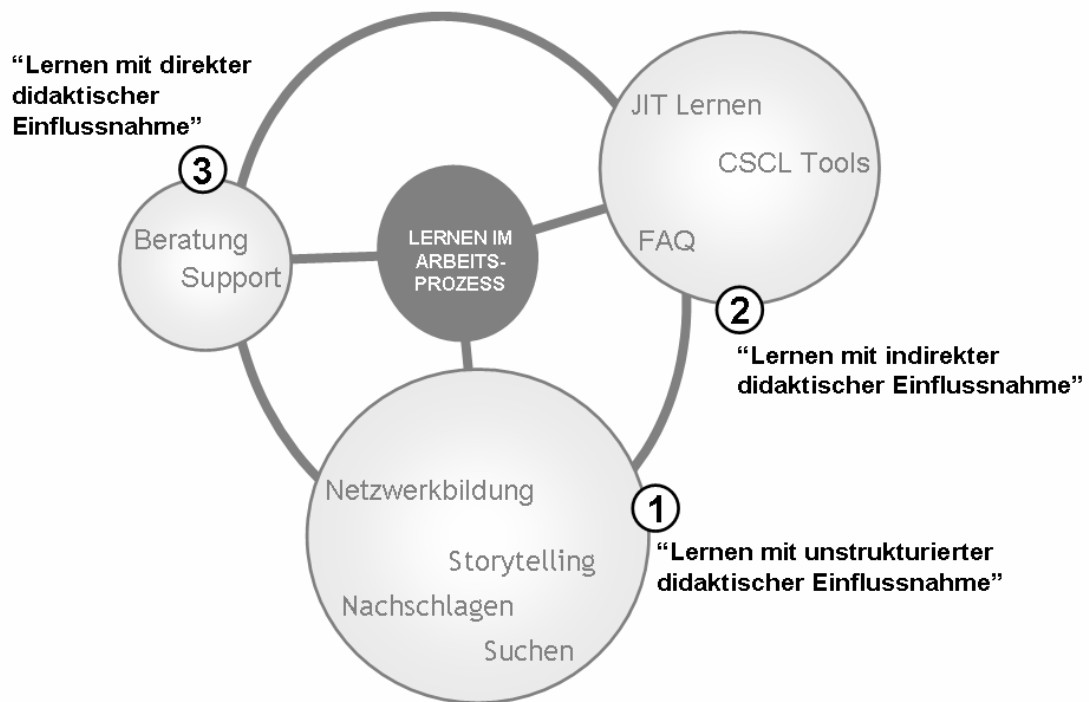 “Lernen mit direkter
didaktischer
Einflussnahme”
3
Beratung
Support
LERNEN IM
ARBEITS-
PROZESS
JIT Lernen
CSCL Tools
FAQ
2
“Lernen mit indirekter
didaktischer Einflussnahme”
Netzwerkbildung
Storytelling
Nachschlagen
Suchen
1
“Lernen mit unstrukturierter
didaktischer Einflussnahme”